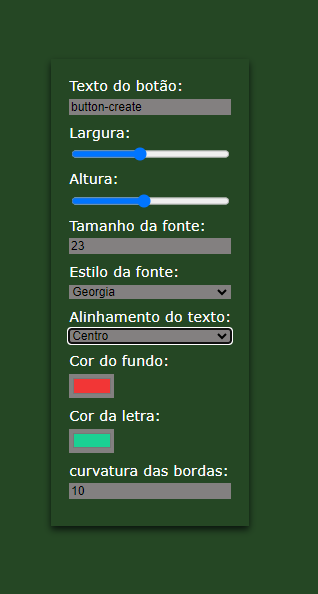 Texto do botão:
button-create
Largura:
Altura:
Tamanho da fonte:
23
Estilo da fonte:
Georgia
Alinhamento do texto:
Centro
Cor do fundo:
Cor da letra:
curvatura das bordas:
10